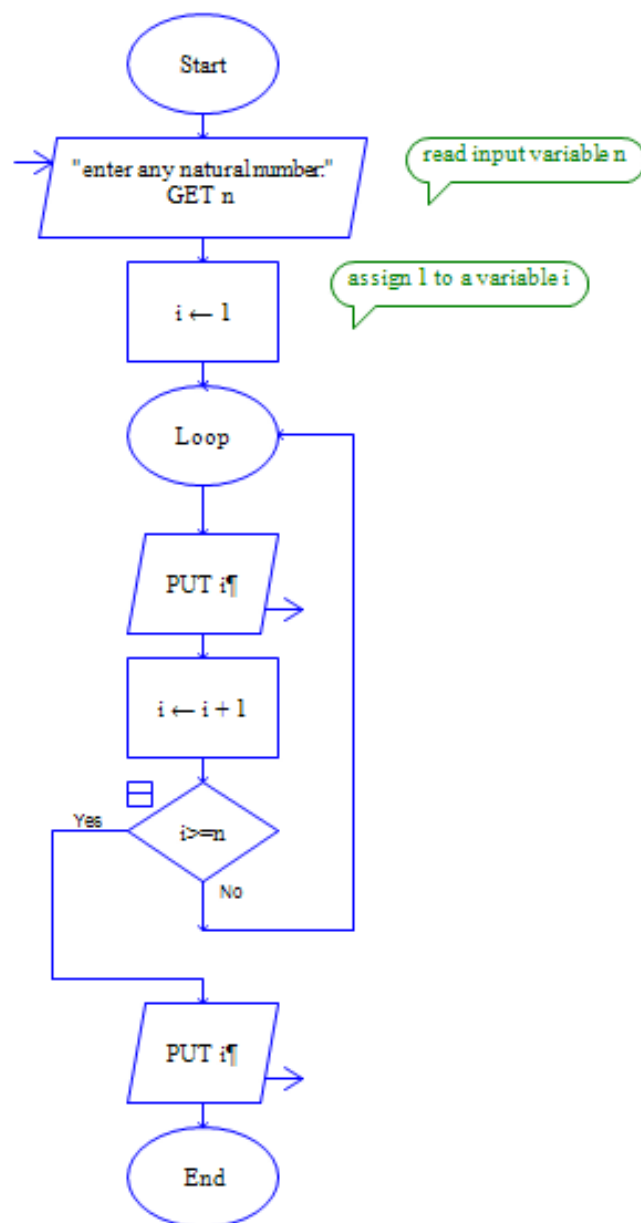 Start
"enter any natural number:"
GET n
read input variable n
i ← 1
assign 1 to a variable i
Loop
PUT i¶
i ← i + 1
Yes
i>=n
No
PUT i¶
End